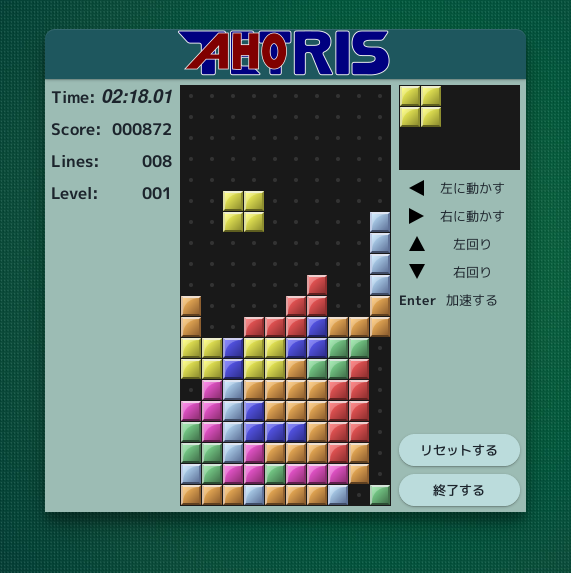 AHOTRIS
Time: 02:18.01
Score: 000872
Lines: 008
Level: 001
左に動かす
右に動かす
左回り
右回り
Enter 加速する
リセットする
終了する